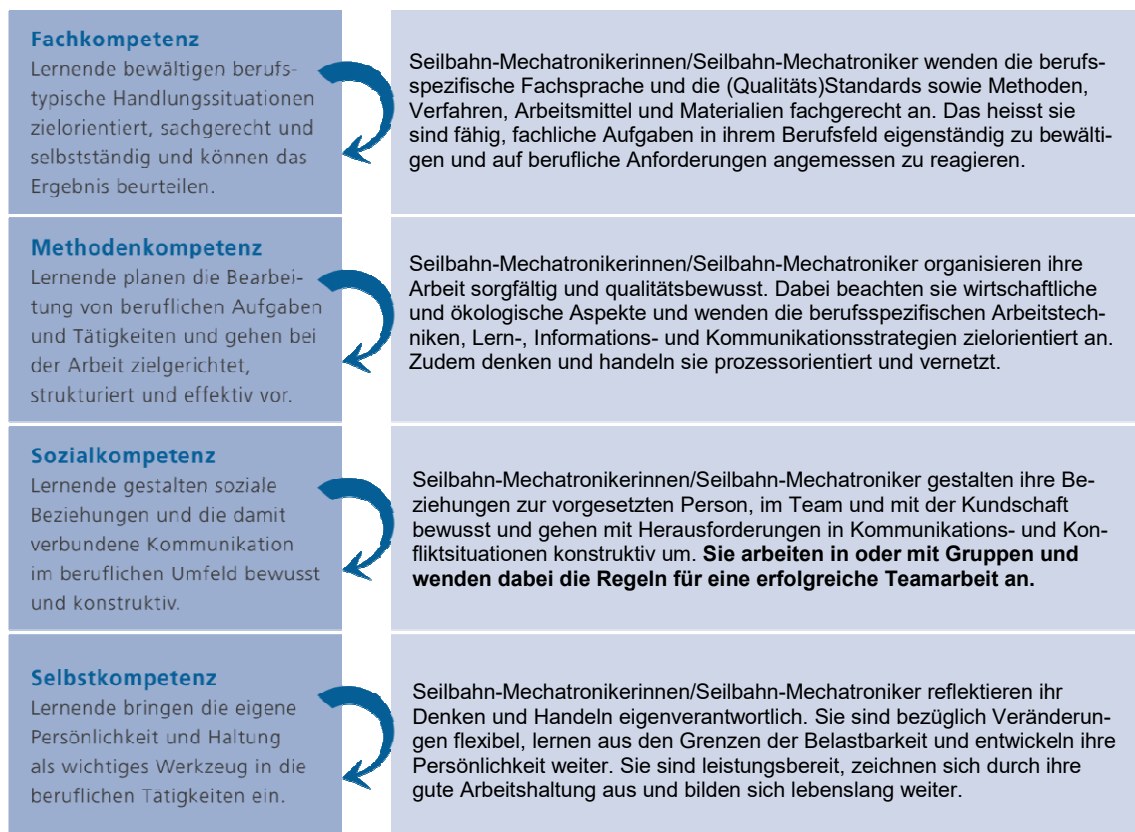 Fachkompetenz
Lernende bewältigen berufs-
typische Handlungssituationen
zielorientiert, sachgerecht und
selbstständig und können das
Ergebnis beurteilen.
Seilbahn-Mechatronikerinnen/Seilbahn-Mechatroniker wenden die berufs-
spezifische Fachsprache und die (Qualitäts)Standards sowie Methoden,
Verfahren, Arbeitsmittel und Materialien fachgerecht an. Das heisst sie
sind fähig, fachliche Aufgaben in ihrem Berufsfeld eigenständig zu bewälti-
gen und auf berufliche Anforderungen angemessen zu reagieren.
Methodenkompetenz
Lernende planen die Bearbei-
tung von beruflichen Aufgaben
und Tätigkeiten und gehen bei
der Arbeit zielgerichtet,
strukturiert und effektiv vor.
Seilbahn-Mechatronikerinnen/Seilbahn-Mechatroniker organisieren ihre
Arbeit sorgfältig und qualitätsbewusst. Dabei beachten sie wirtschaftliche
und ökologische Aspekte und wenden die berufsspezifischen Arbeitstech-
niken, Lern-, Informations- und Kommunikationsstrategien zielorientiert an.
Zudem denken und handeln sie prozessorientiert und vernetzt.
Sozialkompetenz
Lernende gestalten soziale
Beziehungen und die damit
verbundene Kommunikation
im beruflichen Umfeld bewusst
und konstruktiv.
Seilbahn-Mechatronikerinnen/Seilbahn-Mechatroniker gestalten ihre Be-
ziehungen zur vorgesetzten Person, im Team und mit der Kundschaft
bewusst und gehen mit Herausforderungen in Kommunikations- und Kon-
fliktsituationen konstruktiv um. Sie arbeiten in oder mit Gruppen und
wenden dabei die Regeln für eine erfolgreiche Teamarbeit an.
Selbstkompetenz
Lernende bringen die eigene
Persönlichkeit und Haltung
als wichtiges Werkzeug in die
beruflichen Tätigkeiten ein.
Seilbahn-Mechatronikerinnen/Seilbahn-Mechatroniker reflektieren ihr
Denken und Handeln eigenverantwortlich. Sie sind bezüglich Veränderun-
gen flexibel, lernen aus den Grenzen der Belastbarkeit und entwickeln ihre
Persönlichkeit weiter. Sie sind leistungsbereit, zeichnen sich durch ihre
gute Arbeitshaltung aus und bilden sich lebenslang weiter.